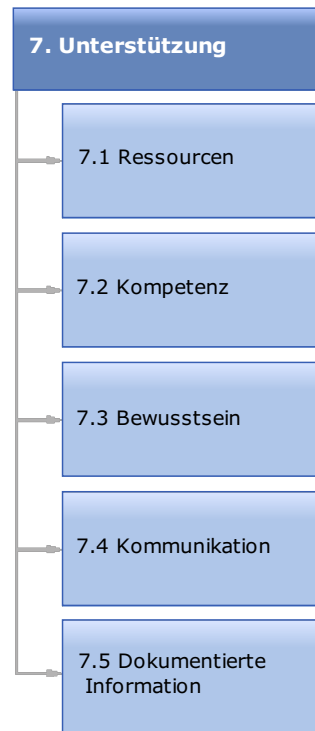 7. Unterstützung
7.1 Ressourcen
7.2 Kompetenz
7.3 Bewusstsein
7.4 Kommunikation
7.5 Dokumentierte
Information